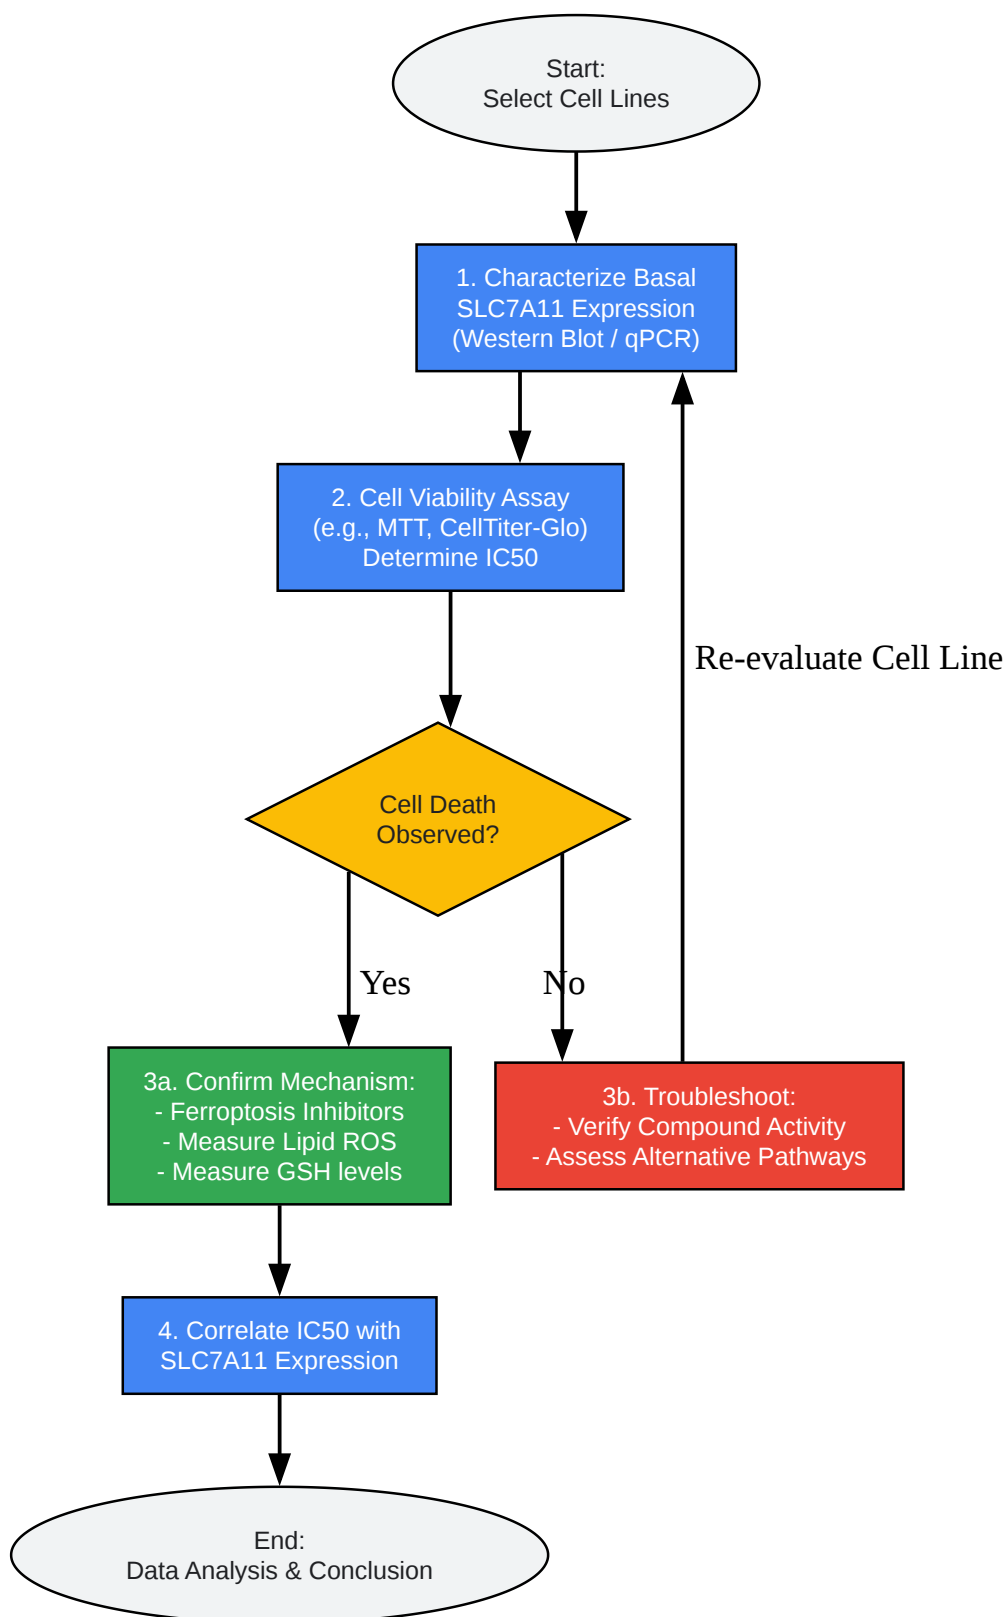 Start:
Select Cell Lines
1. Characterize Basal
SLC7A11 Expression
(Western Blot / qPCR)
2. Cell Viability Assay
(e.g., MTT, CellTiter-Glo)
Determine IC50
Re-evaluate Cell Line
Cell Death
Observed?
Yes
No
3a. Confirm Mechanism:
- Ferroptosis Inhibitors
- Measure Lipid ROS
- Measure GSH levels
3b. Troubleshoot:
- Verify Compound Activity
- Assess Alternative Pathways
4. Correlate IC50 with
SLC7A11 Expression
End:
Data Analysis & Conclusion